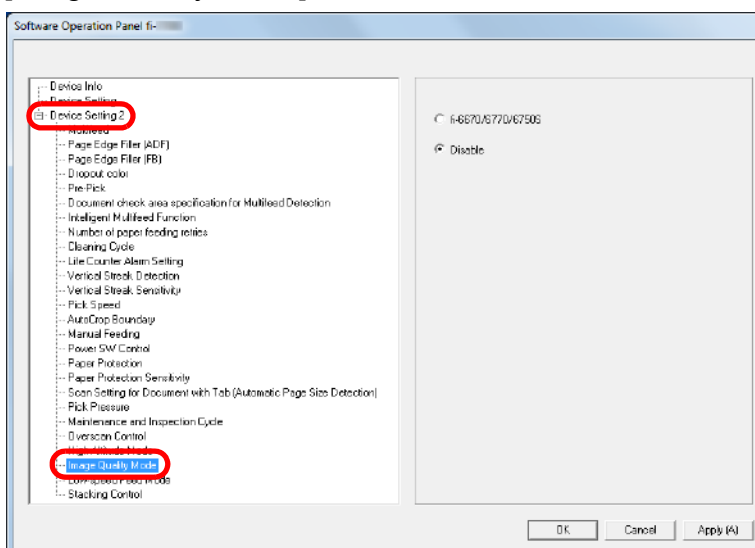 Software Operation Panel fi-
Device Info
Device Setting
Device Setting 2
Multifeed
Page Edge Filler (ADF)
Page Edge Filler (FB)
Dropout color
Pre-Pick
Document check area specification for Multifeed Detection
Intelligent Multifeed Function
Number of paper feeding retries
Cleaning Cycle
Life Counter Alarm Setting
Vertical Streak Detection
Vertical Streak Sensitivity
Pick Speed
AutoCrop Boundary
Manual Feeding
Power SW Control
Paper Protection
Paper Protection Sensitivity
Scan Setting for Document with Tab (Automatic Page Size Detection)
Pick Pressure
Maintenance and Inspection Cycle
Overscan Control
High Altitude Mode
Image Quality Mode
Low-speed Feed Mode
Stacking Control
fi-6670/6770/6750S
Disable
OK
Cancel
Apply (A)